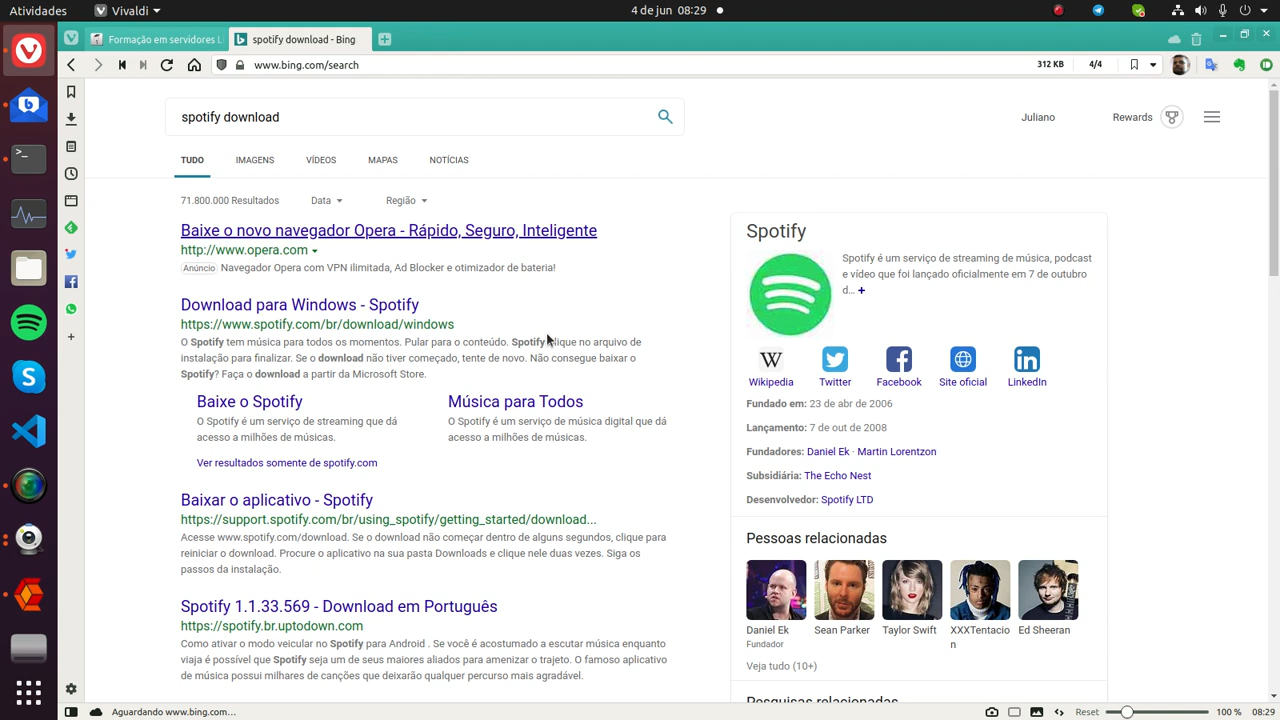 Atividades
Vivaldi
4 de jun 08:29
Formação em servidores L
spotify download - Bing
www.bing.com/search
312 KB
4/4
spotify download
Juliano
Rewards
TUDO
IMAGENS
VÍDEOS
MAPAS
NOTÍCIAS
71.800.000 Resultados
Data
Região
Baixe o novo navegador Opera - Rápido, Seguro, Inteligente
http://www.opera.com
Anúncio Navegador Opera com VPN ilimitada, Ad Blocker e otimizador de bateria!
Download para Windows - Spotify
https://www.spotify.com/br/download/windows
O Spotify tem música para todos os momentos. Pular para o conteúdo. Spotify clique no arquivo de
instalação para finalizar. Se o download não tiver começado, tente de novo. Não consegue baixar o
Spotify? Faça o download a partir da Microsoft Store.
Baixe o Spotify
O Spotify é um serviço de streaming que dá
acesso a milhões de músicas.
Música para Todos
O Spotify é um serviço de música digital que dá
acesso a milhões de músicas.
Ver resultados somente de spotify.com
Baixar o aplicativo - Spotify
https://support.spotify.com/br/using_spotify/getting_started/download...
Acesse www.spotify.com/download. Se o download não começar dentro de alguns segundos, clique para
reiniciar o download. Procure o aplicativo na sua pasta Downloads e clique nele duas vezes. Siga os
passos da instalação.
Spotify 1.1.33.569 - Download em Português
https://spotify.br.uptodown.com
Como ativar o modo veicular no Spotify para Android . Se você é acostumado a escutar música enquanto
viaja é possível que Spotify seja um de seus maiores aliados para amenizar o trajeto. O famoso aplicativo
de música possui milhares de canções que deixarão qualquer percurso mais agradável.
Spotify
Spotify é um serviço de streaming de música, podcast
e vídeo que foi lançado oficialmente em 7 de outubro
d... +
W
Wikipedia
Twitter
Facebook
Site oficial
in
LinkedIn
Fundado em: 23 de abr de 2006
Lançamento: 7 de out de 2008
Fundadores: Daniel Ek · Martin Lorentzon
Subsidiária: The Echo Nest
Desenvolvedor: Spotify LTD
Pessoas relacionadas
Daniel Ek
Fundador
Sean Parker
Taylor Swift
XXXTentacio
n
Ed Sheeran
Veja tudo (10+)
Pesquisas relacionadas
Aguardando www.bing.com...
Reset
100 %
08:29